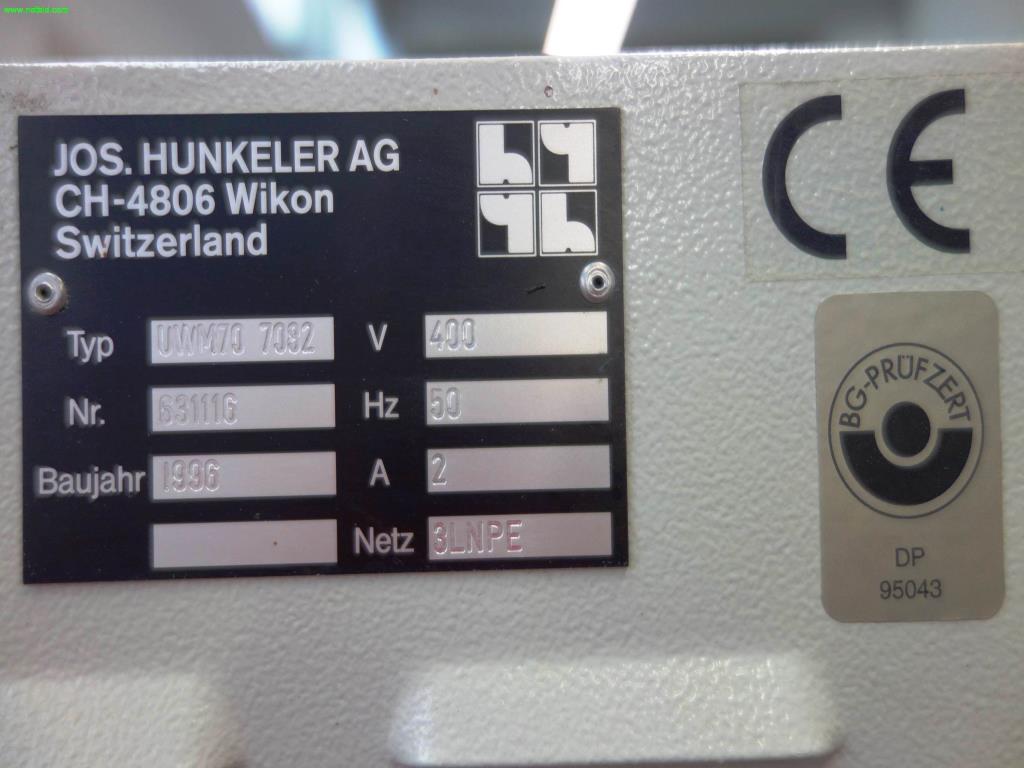 www.netbid.com
JOS. HUNKELER AG
CH-4806 Wikon
Switzerland
Typ UWM70 7082 V 400
Nr. 631116 Hz 50
Baujahr 1996 A 2
Netz 3LNPE
CE
BG-PRÜFZERT
DP
95043